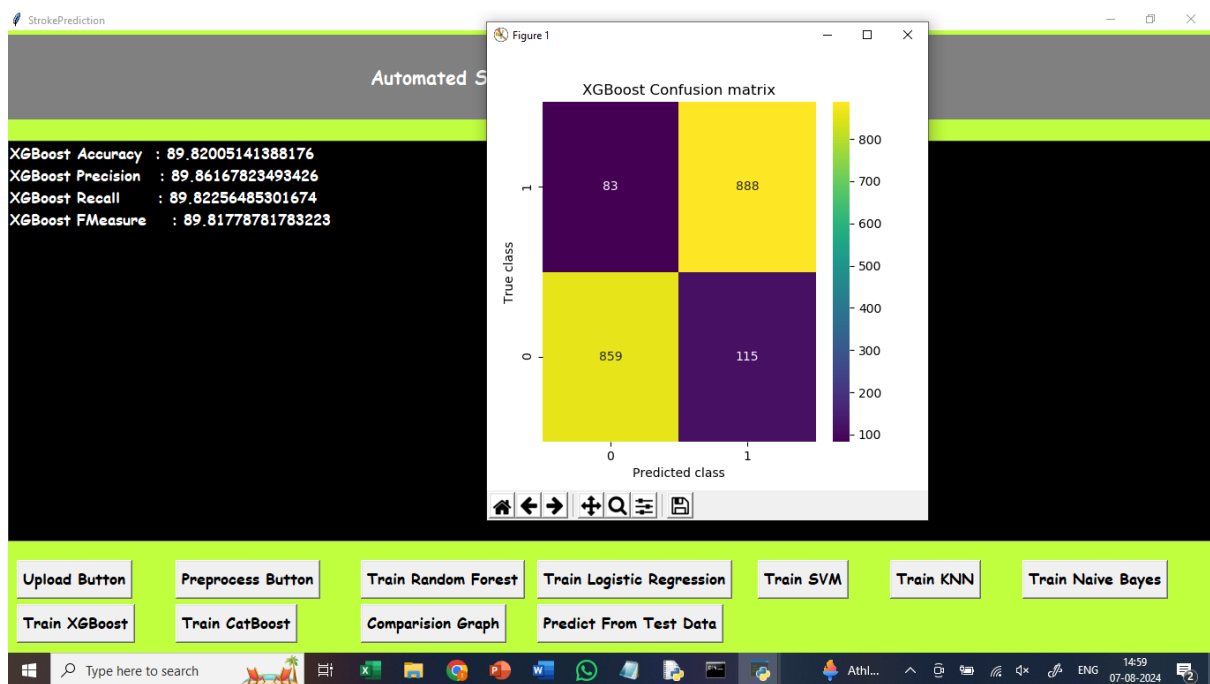 StrokePrediction
Figure 1
Automated S
XGBoost Accuracy : 89.82005141388176
XGBoost Precision : 89.86167823493426
XGBoost Recall : 89.82256485301674
XGBoost FMeasure : 89.81778781783223
XGBoost Confusion matrix
True class
1
83
888
0
859
115
0
1
Predicted class
800
700
600
500
400
300
200
100
Upload Button
Preprocess Button
Train Random Forest
Train Logistic Regression
Train SVM
Train KNN
Train Naive Bayes
Train XGBoost
Train CatBoost
Comparision Graph
Predict From Test Data
Type here to search
Athl...
ENG
14:59
07-08-2024
2